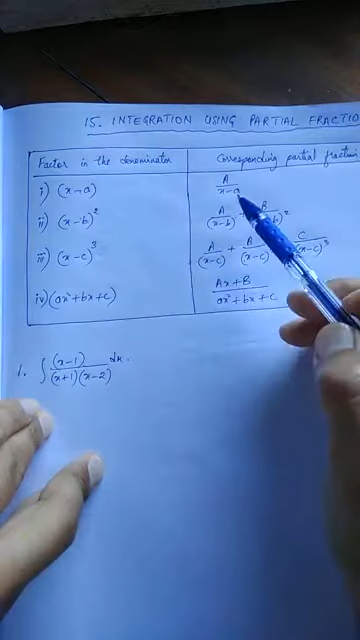 15. INTEGRATION USING PARTIAL FRACTIO
Factor in the denominator Corresponding partial fraction
i) (x-a) A/x-a
ii) (x-b)² A/(x-b) B/ b)²
iii) (x-c)³ A/(x-c) + /(x-c) C/(x-c)³
iv) (ax²+bx+c) Ax+B/ax²+bx+c
1. ∫ (x-1)/(x+1)(x-2) dx.